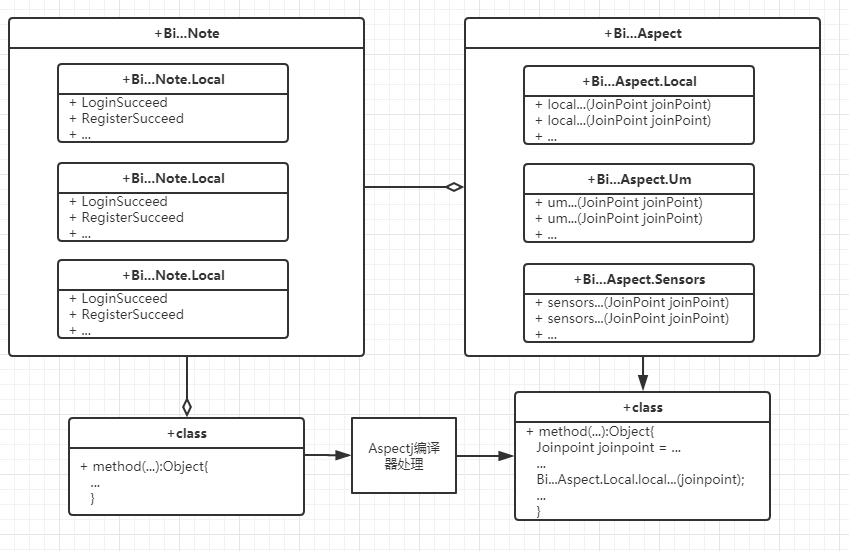 +Bi...Note
+Bi...Note.Local
+ LoginSucceed
+ RegisterSucceed
+ ...
+Bi...Note.Local
+ LoginSucceed
+ RegisterSucceed
+ ...
+Bi...Note.Local
+ LoginSucceed
+ RegisterSucceed
+ ...
+Bi...Aspect
+Bi...Aspect.Local
+ local...(JoinPoint joinPoint)
+ local...(JoinPoint joinPoint)
+ ...
+Bi...Aspect.Um
+ um...(JoinPoint joinPoint)
+ um...(JoinPoint joinPoint)
+ ...
+Bi...Aspect.Sensors
+ sensors...(JoinPoint joinPoint)
+ sensors...(JoinPoint joinPoint)
+ ...
+class
+ method(...):Object{
...
}
Aspectj编译
器处理
+class
+ method(...):Object{
Joinpoint joinpoint = ...
...
Bi...Aspect.Local.local...(joinpoint);
...
}